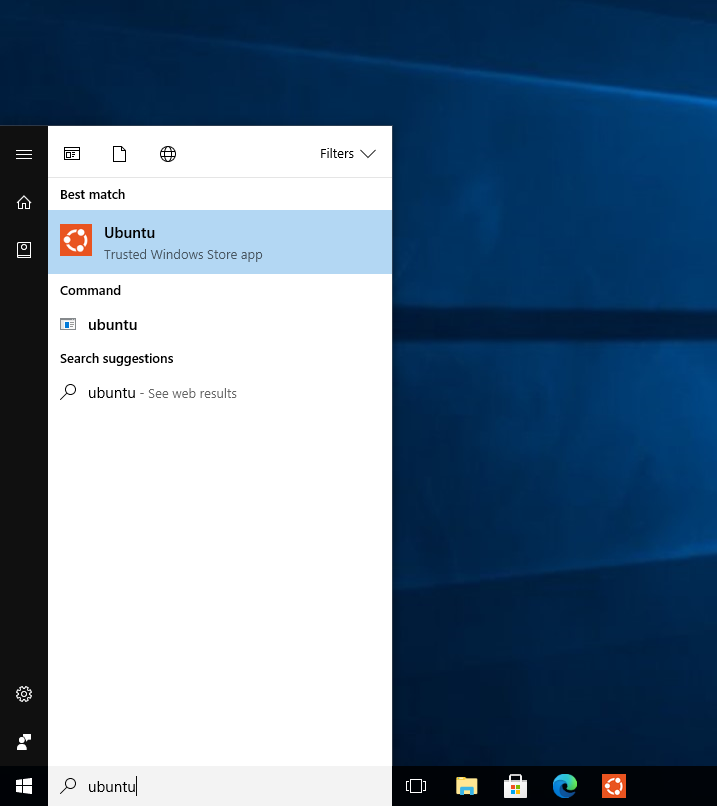 Filters
Best match
Ubuntu
Trusted Windows Store app
Command
ubuntu
Search suggestions
ubuntu - See web results
ubuntu